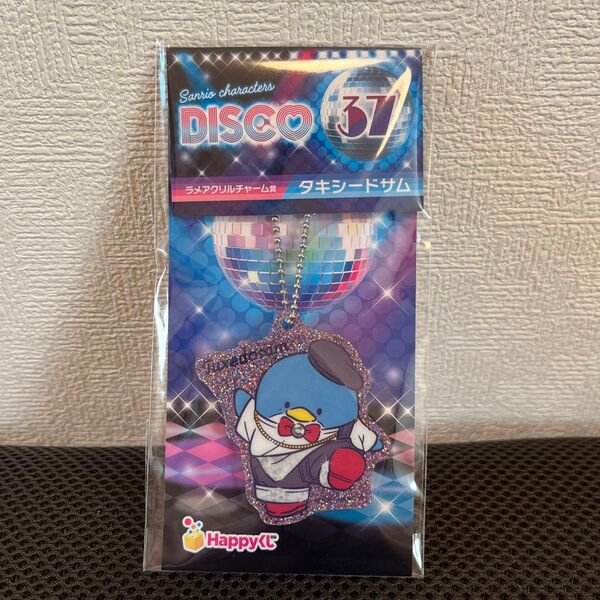 Sanrio characters
DISCO
37
ラメアクリルチャーム賞
タキシードサム
TUXEDOSAM
Happyくじ